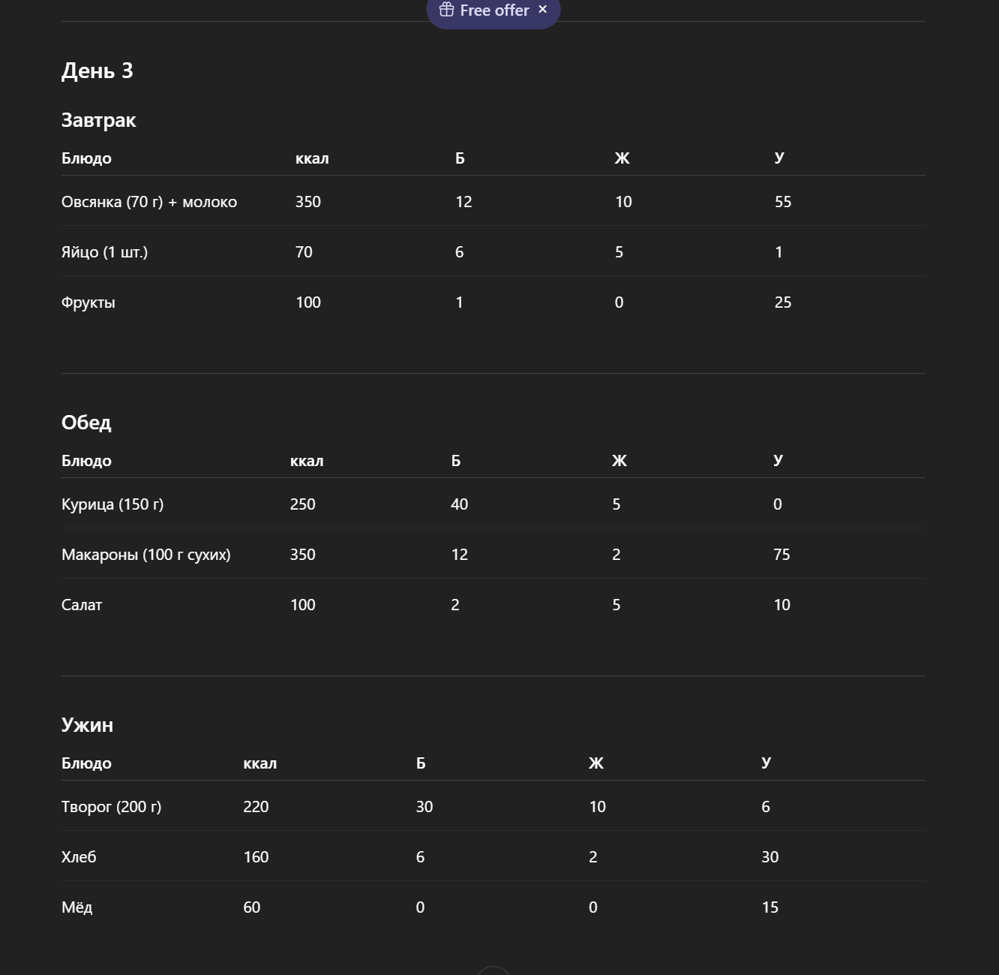 Free offer ×
День 3
Завтрак
Блюдо ккал Б Ж У
Овсянка (70 г) + молоко 350 12 10 55
Яйцо (1 шт.) 70 6 5 1
Фрукты 100 1 0 25
Обед
Блюдо ккал Б Ж У
Курица (150 г) 250 40 5 0
Макароны (100 г сухих) 350 12 2 75
Салат 100 2 5 10
Ужин
Блюдо ккал Б Ж У
Творог (200 г) 220 30 10 6
Хлеб 160 6 2 30
Мёд 60 0 0 15